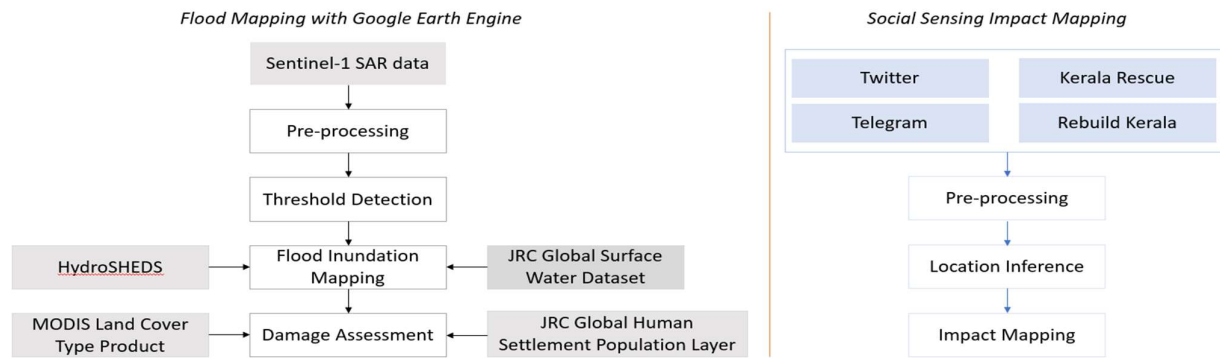 Flood Mapping with Google Earth Engine
Sentinel-1 SAR data
Pre-processing
Threshold Detection
HydroSHEDS
Flood Inundation
Mapping
JRC Global Surface
Water Dataset
MODIS Land Cover
Type Product
Damage Assessment
JRC Global Human
Settlement Population Layer
Social Sensing Impact Mapping
Twitter
Kerala Rescue
Telegram
Rebuild Kerala
Pre-processing
Location Inference
Impact Mapping